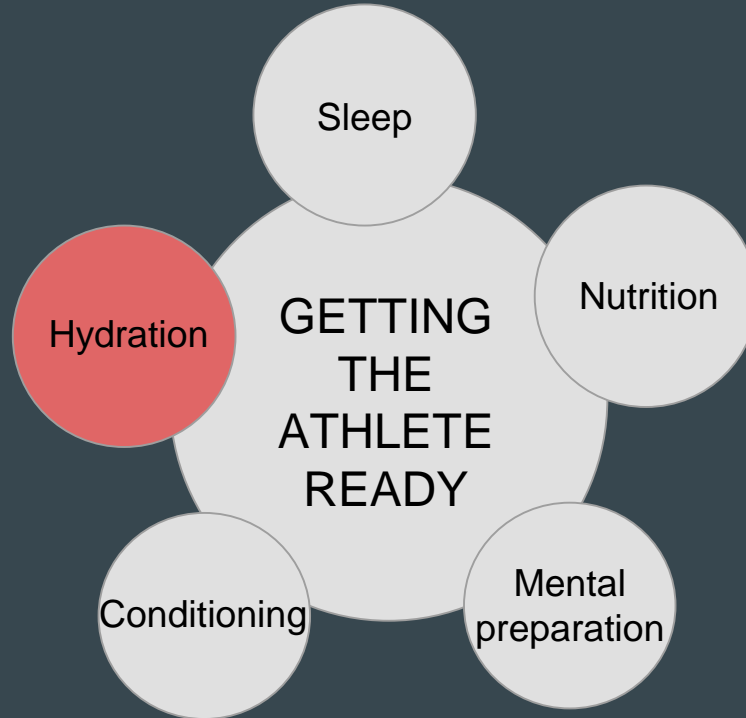 Sleep
Nutrition
Hydration
GETTING
THE
ATHLETE
READY
Mental
preparation
Conditioning